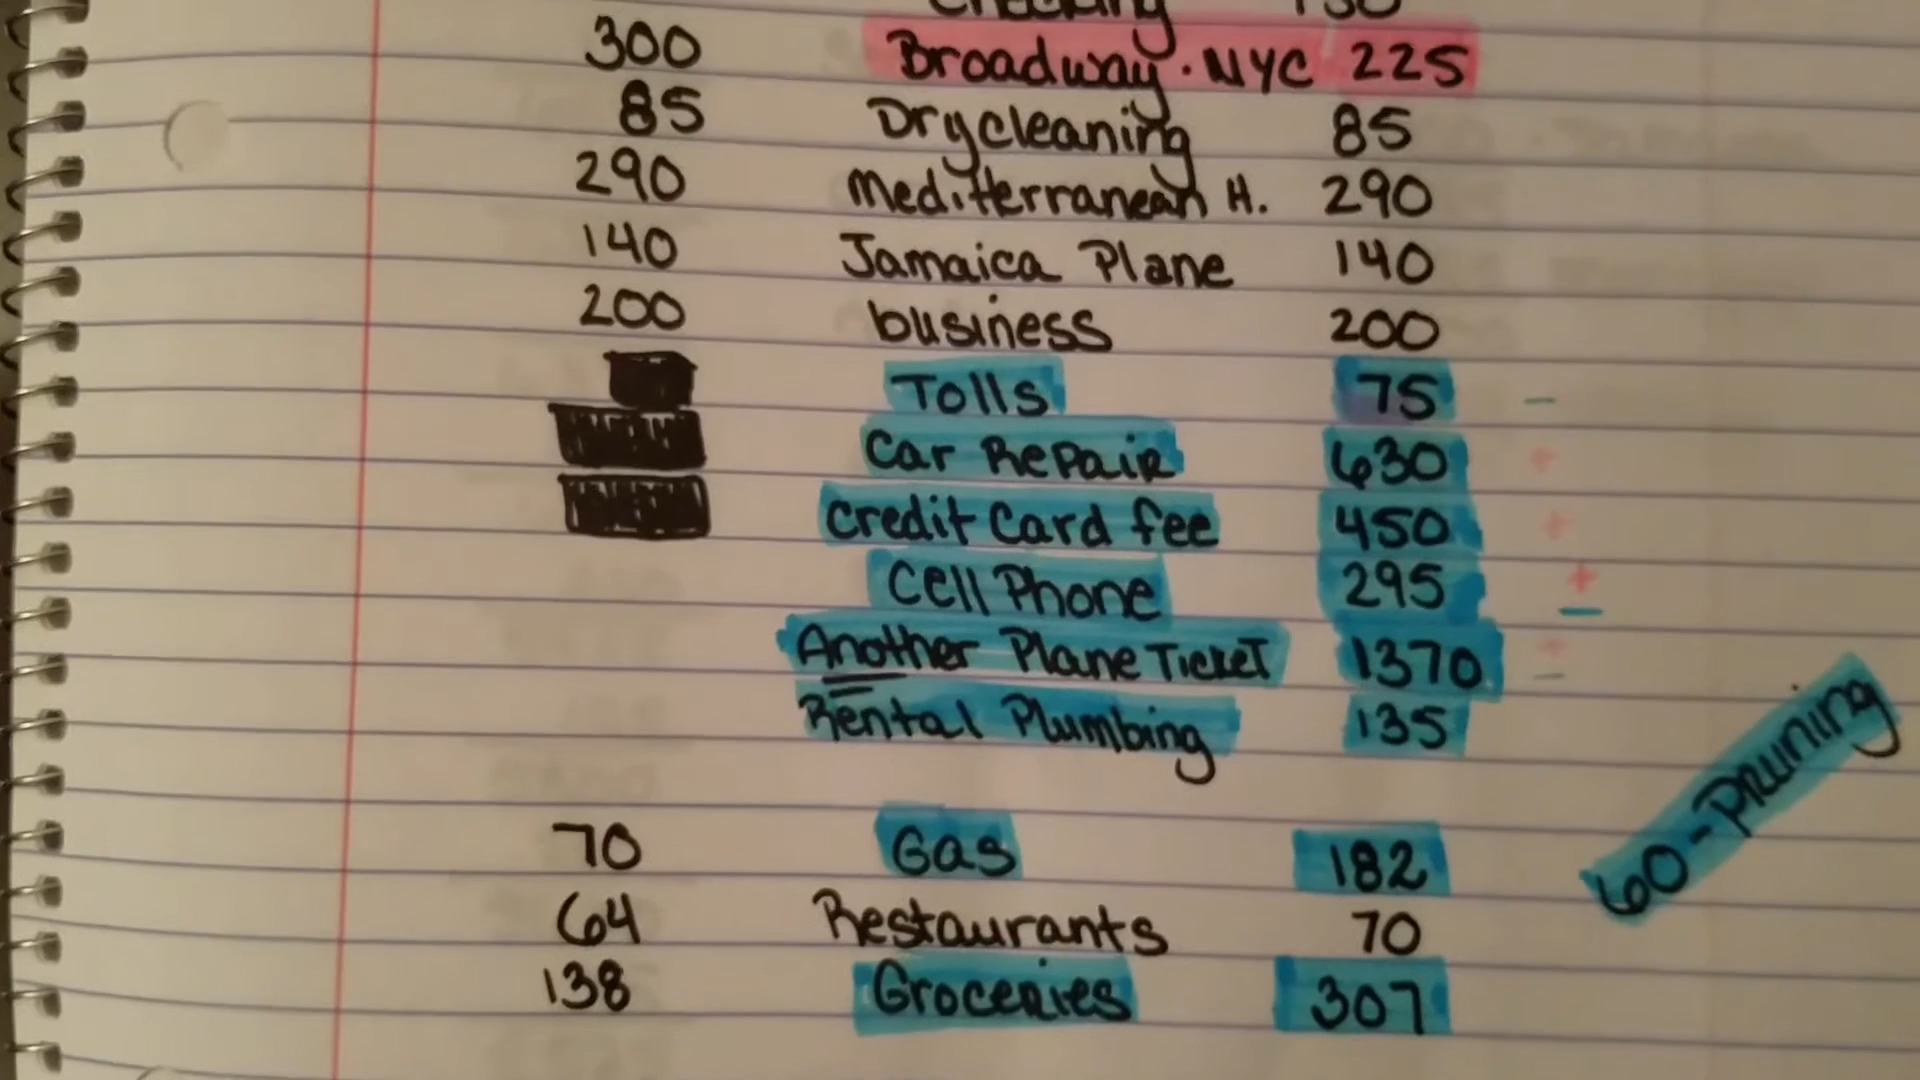 Checking
300 Broadway. NYC 225
85 Drycleaning 85
290 Mediterranean H. 290
140 Jamaica Plane 140
200 business 200
Tolls 75 -
Car Repair 630 +
Credit Card fee 450 +
Cell Phone 295 + -
Another Plane Ticket 1370 + -
Rental Plumbing 135
60-Pruning
70 Gas 182
64 Restaurants 70
138 Groceries 307